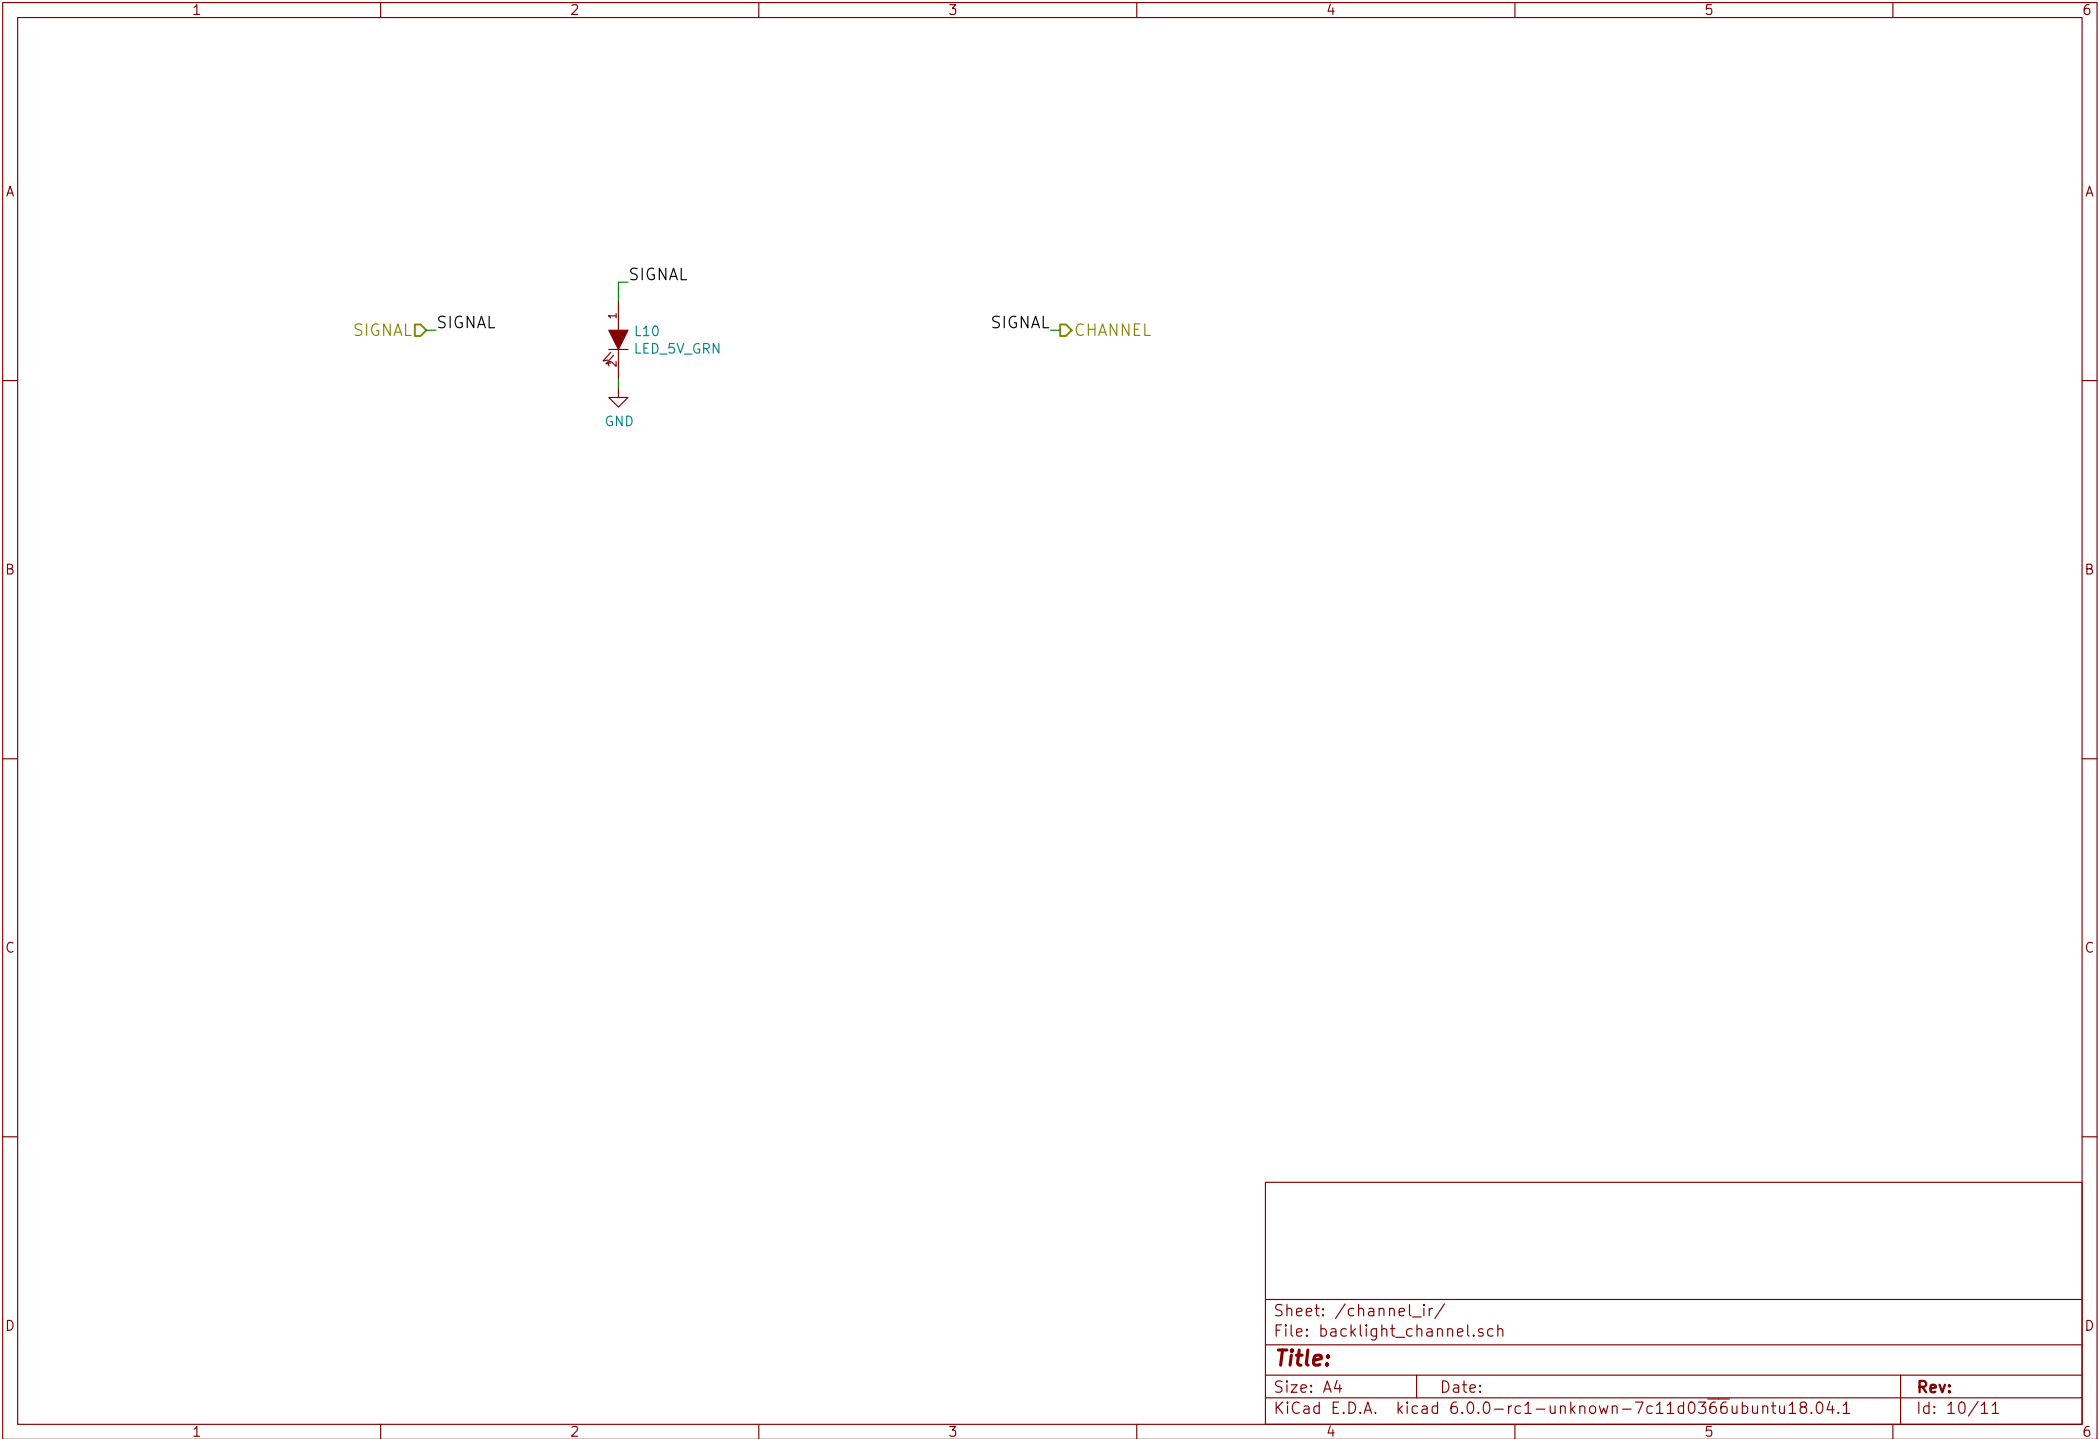 1 2 3 4 5 6
A A
SIGNAL
SIGNAL SIGNAL
1
L10
LED_5V_GRN
2
SIGNAL CHANNEL
GND
B B
C C
Sheet: /channel_ir/
File: backlight_channel.sch
D D
Title:
Size: A4 Date: Rev:
KiCad E.D.A. kicad 6.0.0-rc1-unknown-7c11d0366ubuntu18.04.1 Id: 10/11
1 2 3 4 5 6